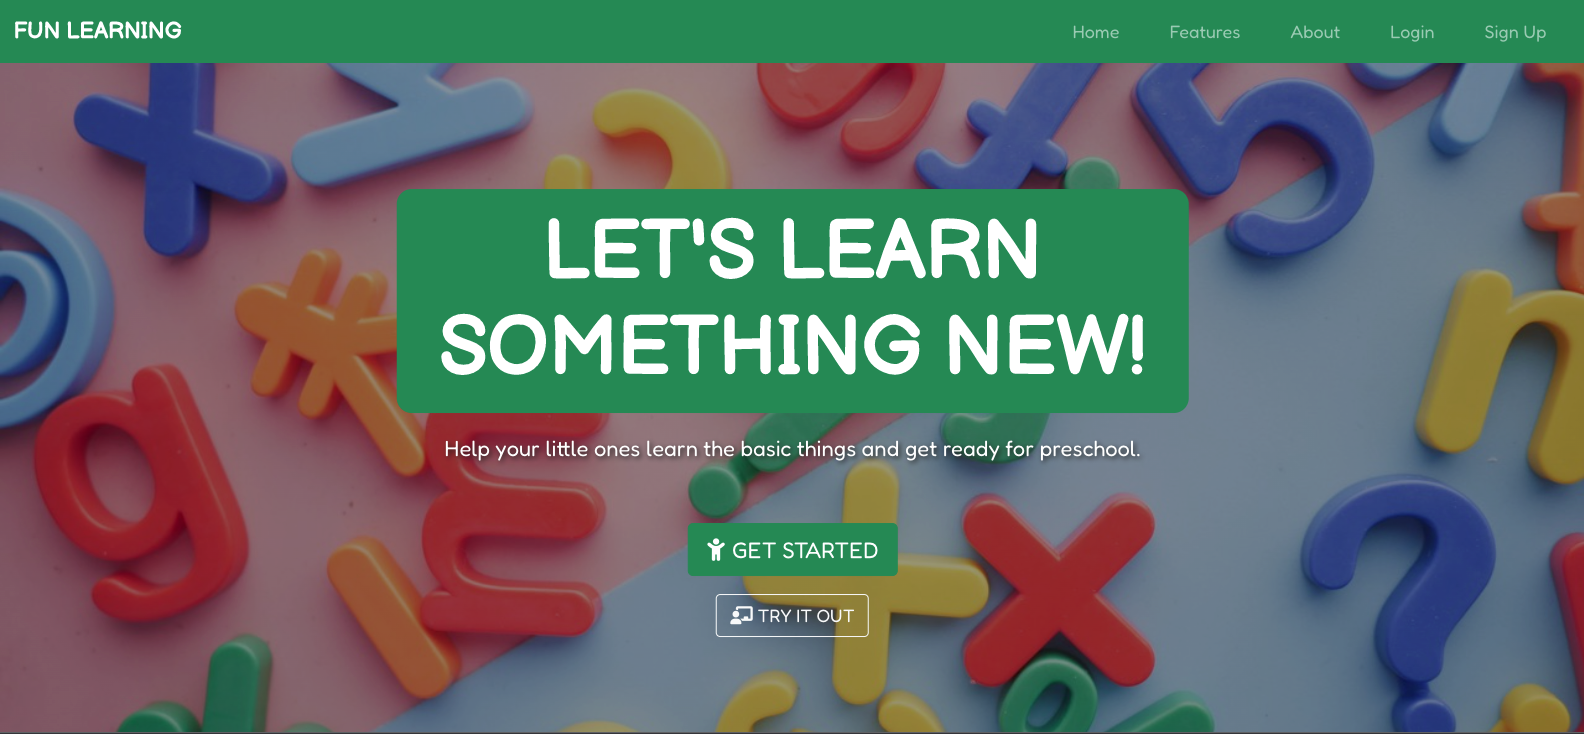 FUN LEARNING
Home Features About Login Sign Up
LET'S LEARN
SOMETHING NEW!
Help your little ones learn the basic things and get ready for preschool.
GET STARTED
TRY IT OUT